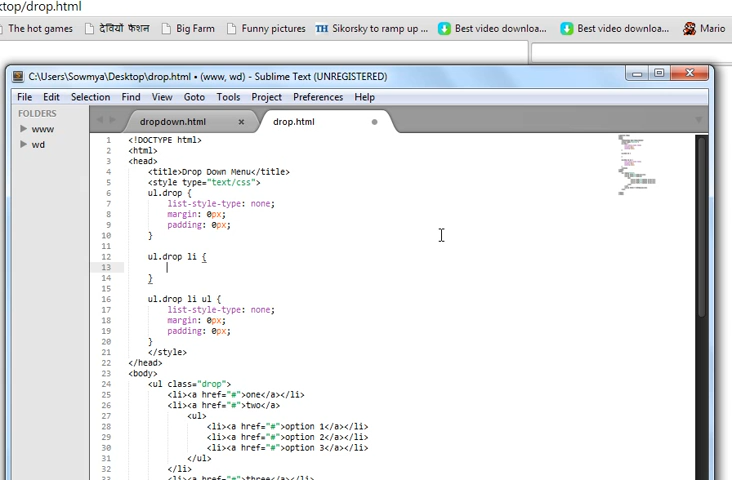 ktop/drop.html
The hot games देवियों फैशन Big Farm Funny pictures TH Sikorsky to ramp up ... Best video downloa... Best video downloa... Mario
C:\Users\Sowmya\Desktop\drop.html • (www, wd) - Sublime Text (UNREGISTERED)
File Edit Selection Find View Goto Tools Project Preferences Help
FOLDERS
www
wd
dropdown.html drop.html
1 <!DOCTYPE html>
2 <html>
3 <head>
4 <title>Drop Down Menu</title>
5 <style type="text/css">
6 ul.drop {
7 list-style-type: none;
8 margin: 0px;
9 padding: 0px;
10 }
11
12 ul.drop li {
13
14 }
15
16 ul.drop li ul {
17 list-style-type: none;
18 margin: 0px;
19 padding: 0px;
20 }
21 </style>
22 </head>
23 <body>
24 <ul class="drop">
25 <li><a href="#">one</a></li>
26 <li><a href="#">two</a>
27 <ul>
28 <li><a href="#">option 1</a></li>
29 <li><a href="#">option 2</a></li>
30 <li><a href="#">option 3</a></li>
31 </ul>
32 </li>
33 <li><a href="#">three</a></li>